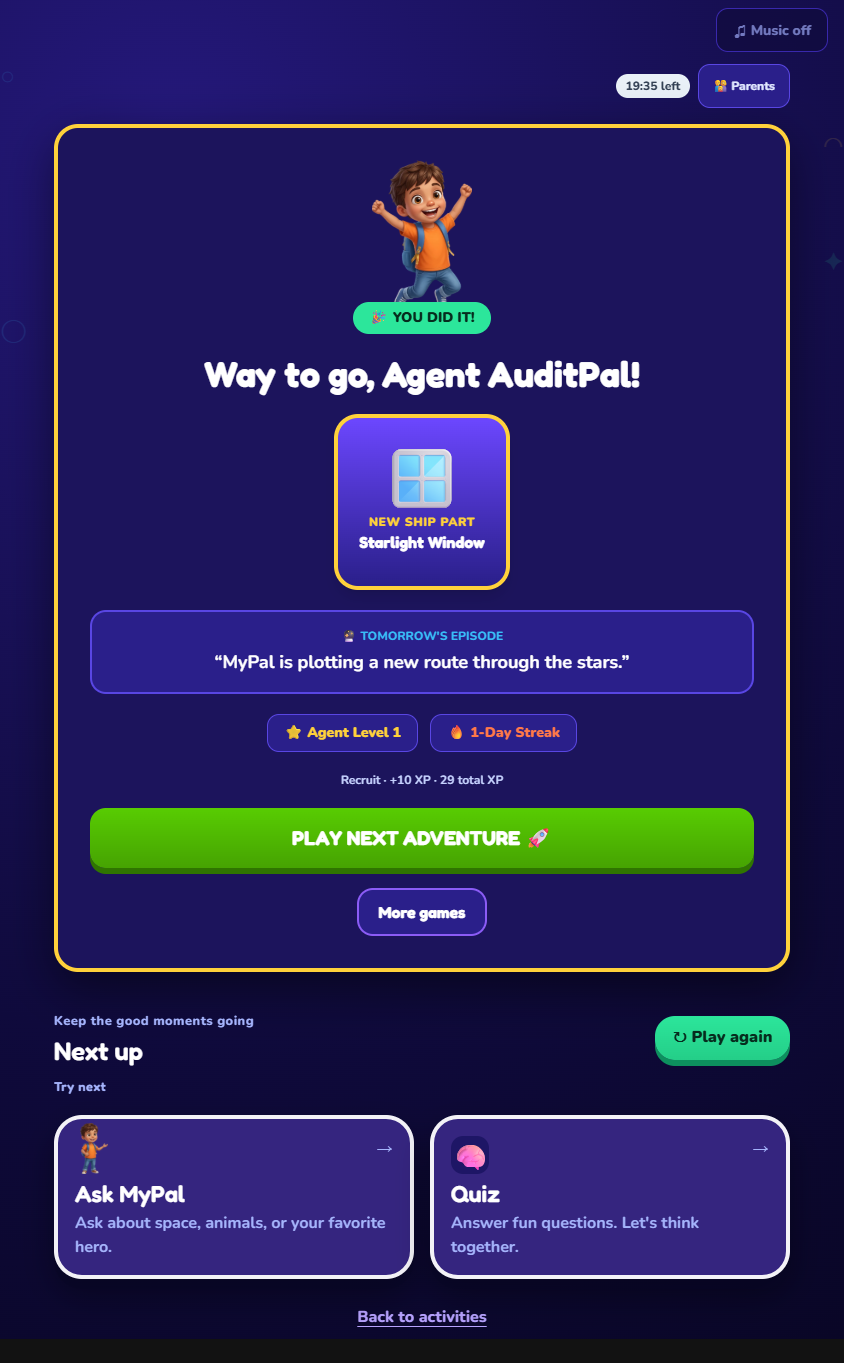 ♫ Music off
19:35 left
Parents
YOU DID IT!
Way to go, Agent AuditPal!
NEW SHIP PART
Starlight Window
TOMORROW'S EPISODE
“MyPal is plotting a new route through the stars.”
Agent Level 1
1-Day Streak
Recruit · +10 XP · 29 total XP
PLAY NEXT ADVENTURE 🚀
More games
Keep the good moments going
Next up
↻ Play again
Try next
Ask MyPal
Ask about space, animals, or your favorite
hero.
Quiz
Answer fun questions. Let's think
together.
Back to activities